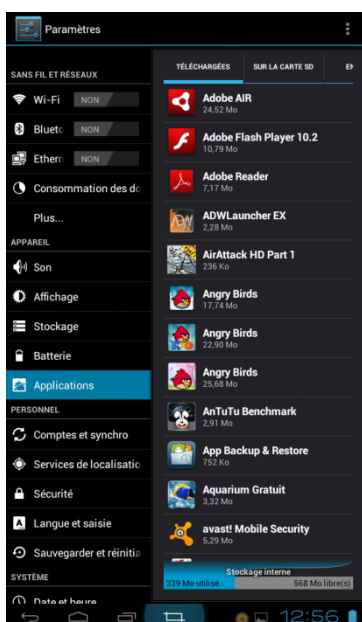 Paramètres
SANS FIL ET RÉSEAUX
Wi-Fi NON
Bluetc NON
Ethern NON
Consommation des do
Plus...
APPAREIL
Son
Affichage
Stockage
Batterie
Applications
PERSONNEL
Comptes et synchro
Services de localisatio
Sécurité
Langue et saisie
A
Sauvegarder et réinitia
SYSTÈME
Date et heure
TÉLÉCHARGÉES SUR LA CARTE SD EN
Adobe AIR
24,52 Mo
Adobe Flash Player 10.2
10,79 Mo
Adobe Reader
7,17 Mo
ADWLauncher EX
2,28 Mo
AirAttack HD Part 1
236 Ko
Angry Birds
17,74 Mo
Angry Birds
22,90 Mo
Angry Birds
25,68 Mo
AnTuTu Benchmark
2,91 Mo
App Backup & Restore
752 Ko
Aquarium Gratuit
3,32 Mo
avast! Mobile Security
5,29 Mo
Stockage interne
339 Mo utilisé... 568 Mo libre(s)
12:56